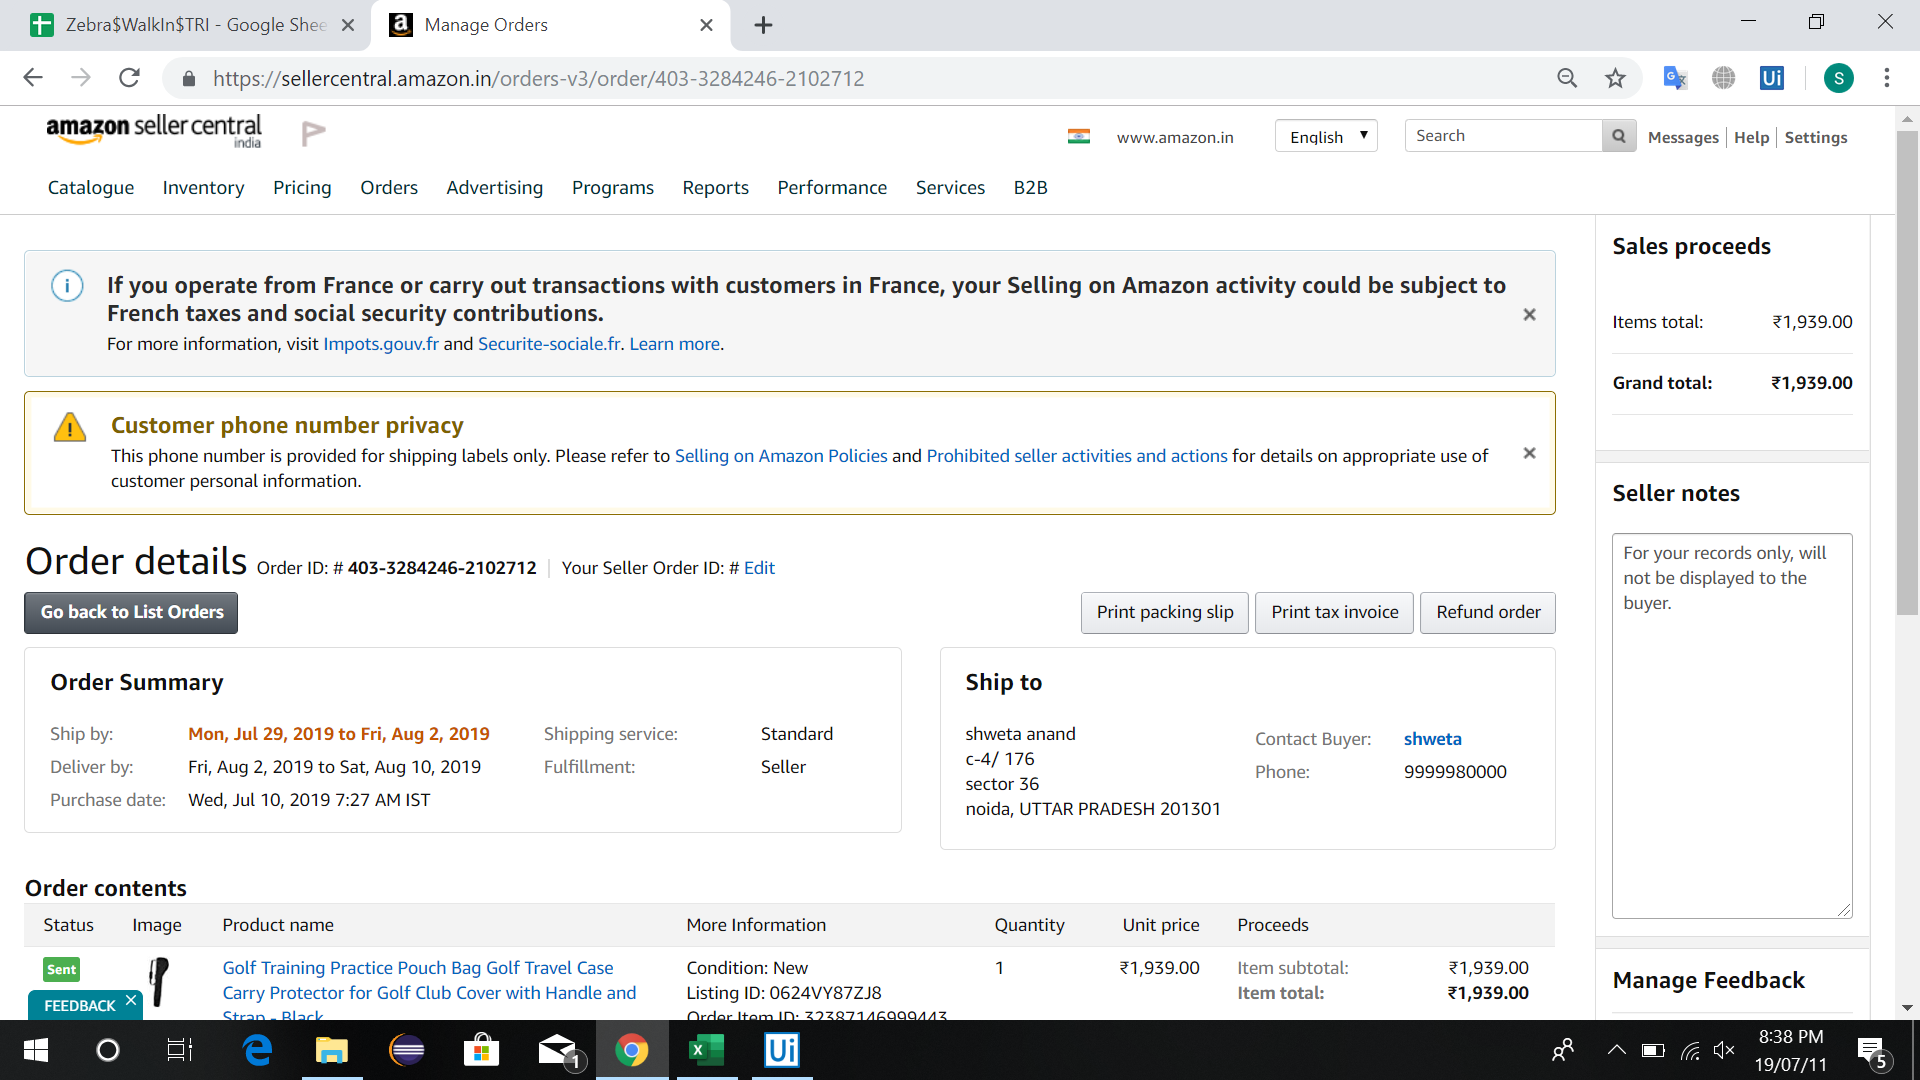 Zebra$WalkIn$TRI - Google Shee
Manage Orders
https://sellercentral.amazon.in/orders-v3/order/403-3284246-2102712
Ui
S
amazon seller central
india
www.amazon.in
English
Search
Messages
Help
Settings
Catalogue
Inventory
Pricing
Orders
Advertising
Programs
Reports
Performance
Services
B2B
If you operate from France or carry out transactions with customers in France, your Selling on Amazon activity could be subject to
French taxes and social security contributions.
For more information, visit Impots.gouv.fr and Securite-sociale.fr. Learn more.
Customer phone number privacy
This phone number is provided for shipping labels only. Please refer to Selling on Amazon Policies and Prohibited seller activities and actions for details on appropriate use of
customer personal information.
Order details Order ID: # 403-3284246-2102712 Your Seller Order ID: # Edit
Go back to List Orders
Print packing slip
Print tax invoice
Refund order
Order Summary
Ship by: Mon, Jul 29, 2019 to Fri, Aug 2, 2019
Deliver by: Fri, Aug 2, 2019 to Sat, Aug 10, 2019
Purchase date: Wed, Jul 10, 2019 7:27 AM IST
Shipping service: Standard
Fulfillment: Seller
Ship to
shweta anand
c-4/ 176
sector 36
noida, UTTAR PRADESH 201301
Contact Buyer: shweta
Phone: 9999980000
Order contents
Status Image Product name More Information Quantity Unit price Proceeds
Sent
Golf Training Practice Pouch Bag Golf Travel Case
Carry Protector for Golf Club Cover with Handle and
Strap - Black
Condition: New
Listing ID: 0624VY87ZJ8
Order Item ID: 32387146999443
1
₹1,939.00
Item subtotal: ₹1,939.00
Item total: ₹1,939.00
FEEDBACK
Sales proceeds
Items total: ₹1,939.00
Grand total: ₹1,939.00
Seller notes
For your records only, will
not be displayed to the
buyer.
Manage Feedback
1
Ui
8:38 PM
19/07/11
5